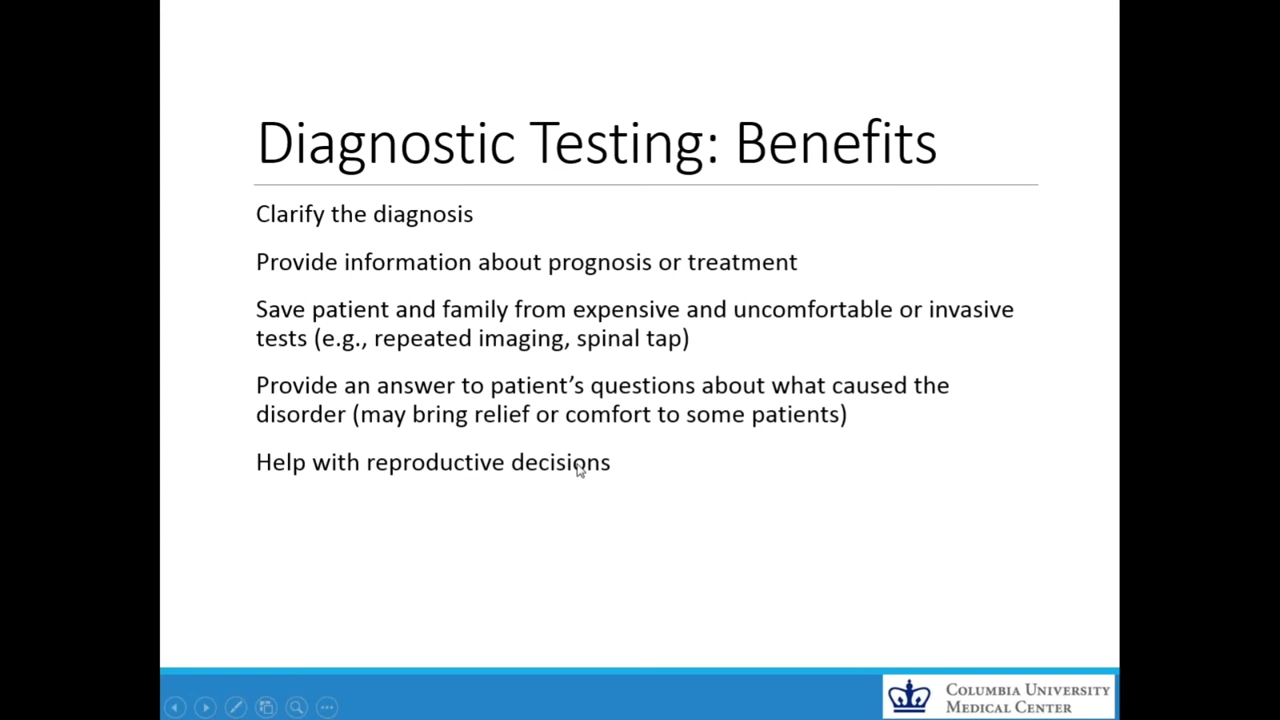 Diagnostic Testing: Benefits
Clarify the diagnosis
Provide information about prognosis or treatment
Save patient and family from expensive and uncomfortable or invasive
tests (e.g., repeated imaging, spinal tap)
Provide an answer to patient’s questions about what caused the
disorder (may bring relief or comfort to some patients)
Help with reproductive decisions
COLUMBIA UNIVERSITY
MEDICAL CENTER